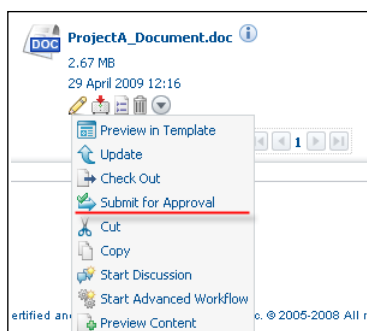 DOC
ProjectA_Document.doc
2.67 MB
29 April 2009 12:16
Preview in Template
1
Update
Check Out
Submit for Approval
Cut
Copy
Start Discussion
Start Advanced Workflow
ertified an
c. © 2005-2008 All r
Preview Content